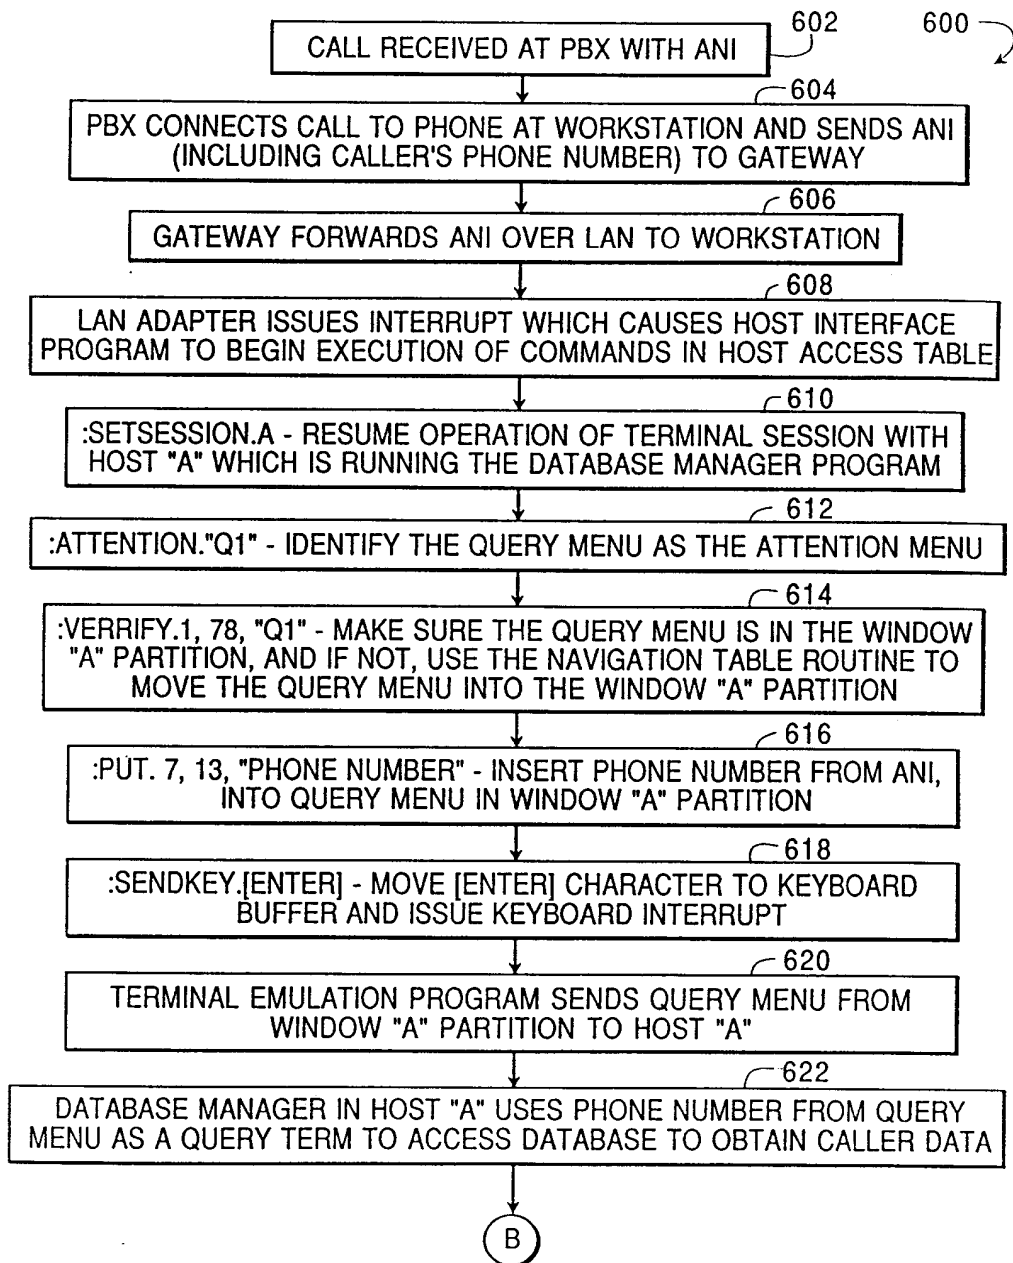 602
600
CALL RECEIVED AT PBX WITH ANI
604
PBX CONNECTS CALL TO PHONE AT WORKSTATION AND SENDS ANI
(INCLUDING CALLER'S PHONE NUMBER) TO GATEWAY
606
GATEWAY FORWARDS ANI OVER LAN TO WORKSTATION
608
LAN ADAPTER ISSUES INTERRUPT WHICH CAUSES HOST INTERFACE
PROGRAM TO BEGIN EXECUTION OF COMMANDS IN HOST ACCESS TABLE
610
:SETSESSION.A - RESUME OPERATION OF TERMINAL SESSION WITH
HOST "A" WHICH IS RUNNING THE DATABASE MANAGER PROGRAM
612
:ATTENTION."Q1" - IDENTIFY THE QUERY MENU AS THE ATTENTION MENU
614
:VERRIFY.1, 78, "Q1" - MAKE SURE THE QUERY MENU IS IN THE WINDOW
"A" PARTITION, AND IF NOT, USE THE NAVIGATION TABLE ROUTINE TO
MOVE THE QUERY MENU INTO THE WINDOW "A" PARTITION
616
:PUT. 7, 13, "PHONE NUMBER" - INSERT PHONE NUMBER FROM ANI,
INTO QUERY MENU IN WINDOW "A" PARTITION
618
:SENDKEY.[ENTER] - MOVE [ENTER] CHARACTER TO KEYBOARD
BUFFER AND ISSUE KEYBOARD INTERRUPT
620
TERMINAL EMULATION PROGRAM SENDS QUERY MENU FROM
WINDOW "A" PARTITION TO HOST "A"
622
DATABASE MANAGER IN HOST "A" USES PHONE NUMBER FROM QUERY
MENU AS A QUERY TERM TO ACCESS DATABASE TO OBTAIN CALLER DATA
B